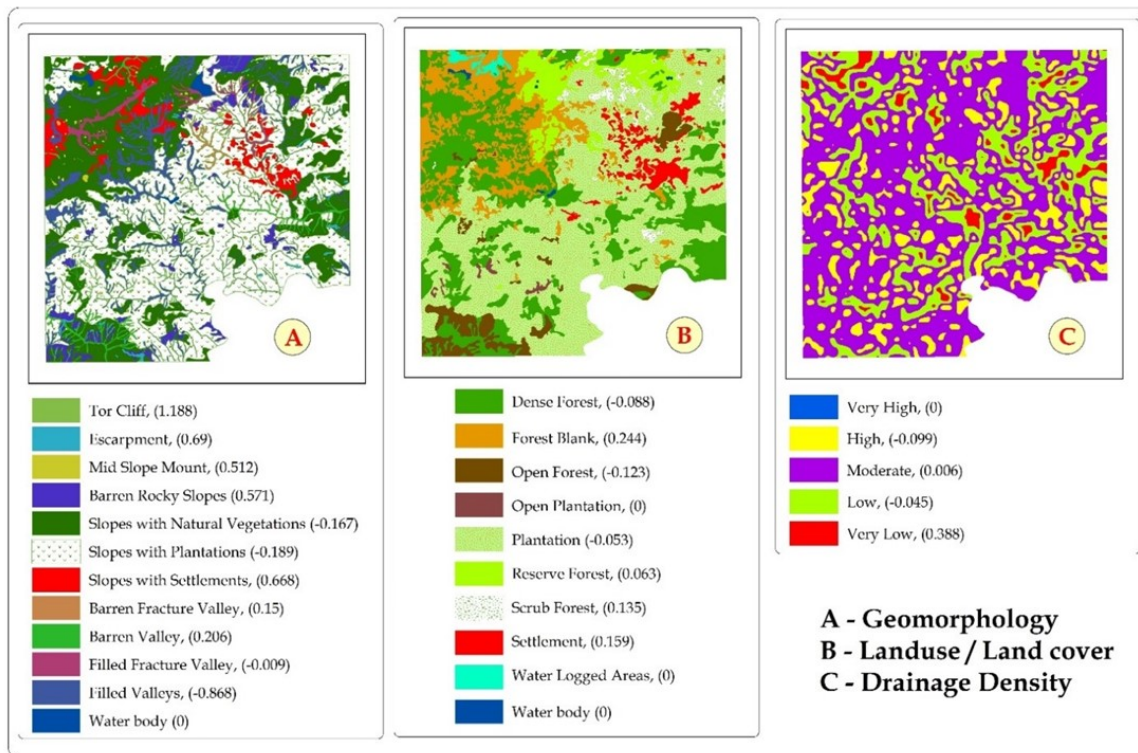 A
B
C
Tor Cliff, (1.188)
Escarpment, (0.69)
Mid Slope Mount, (0.512)
Barren Rocky Slopes (0.571)
Slopes with Natural Vegetations (-0.167)
Slopes with Plantations (-0.189)
Slopes with Settlements, (0.668)
Barren Fracture Valley, (0.15)
Barren Valley, (0.206)
Filled Fracture Valley, (-0.009)
Filled Valleys, (-0.868)
Water body (0)
Dense Forest, (-0.088)
Forest Blank, (0.244)
Open Forest, (-0.123)
Open Plantation, (0)
Plantation (-0.053)
Reserve Forest, (0.063)
Scrub Forest, (0.135)
Settlement, (0.159)
Water Logged Areas, (0)
Water body (0)
Very High, (0)
High, (-0.099)
Moderate, (0.006)
Low, (-0.045)
Very Low, (0.388)
A - Geomorphology
B - Landuse / Land cover
C - Drainage Density